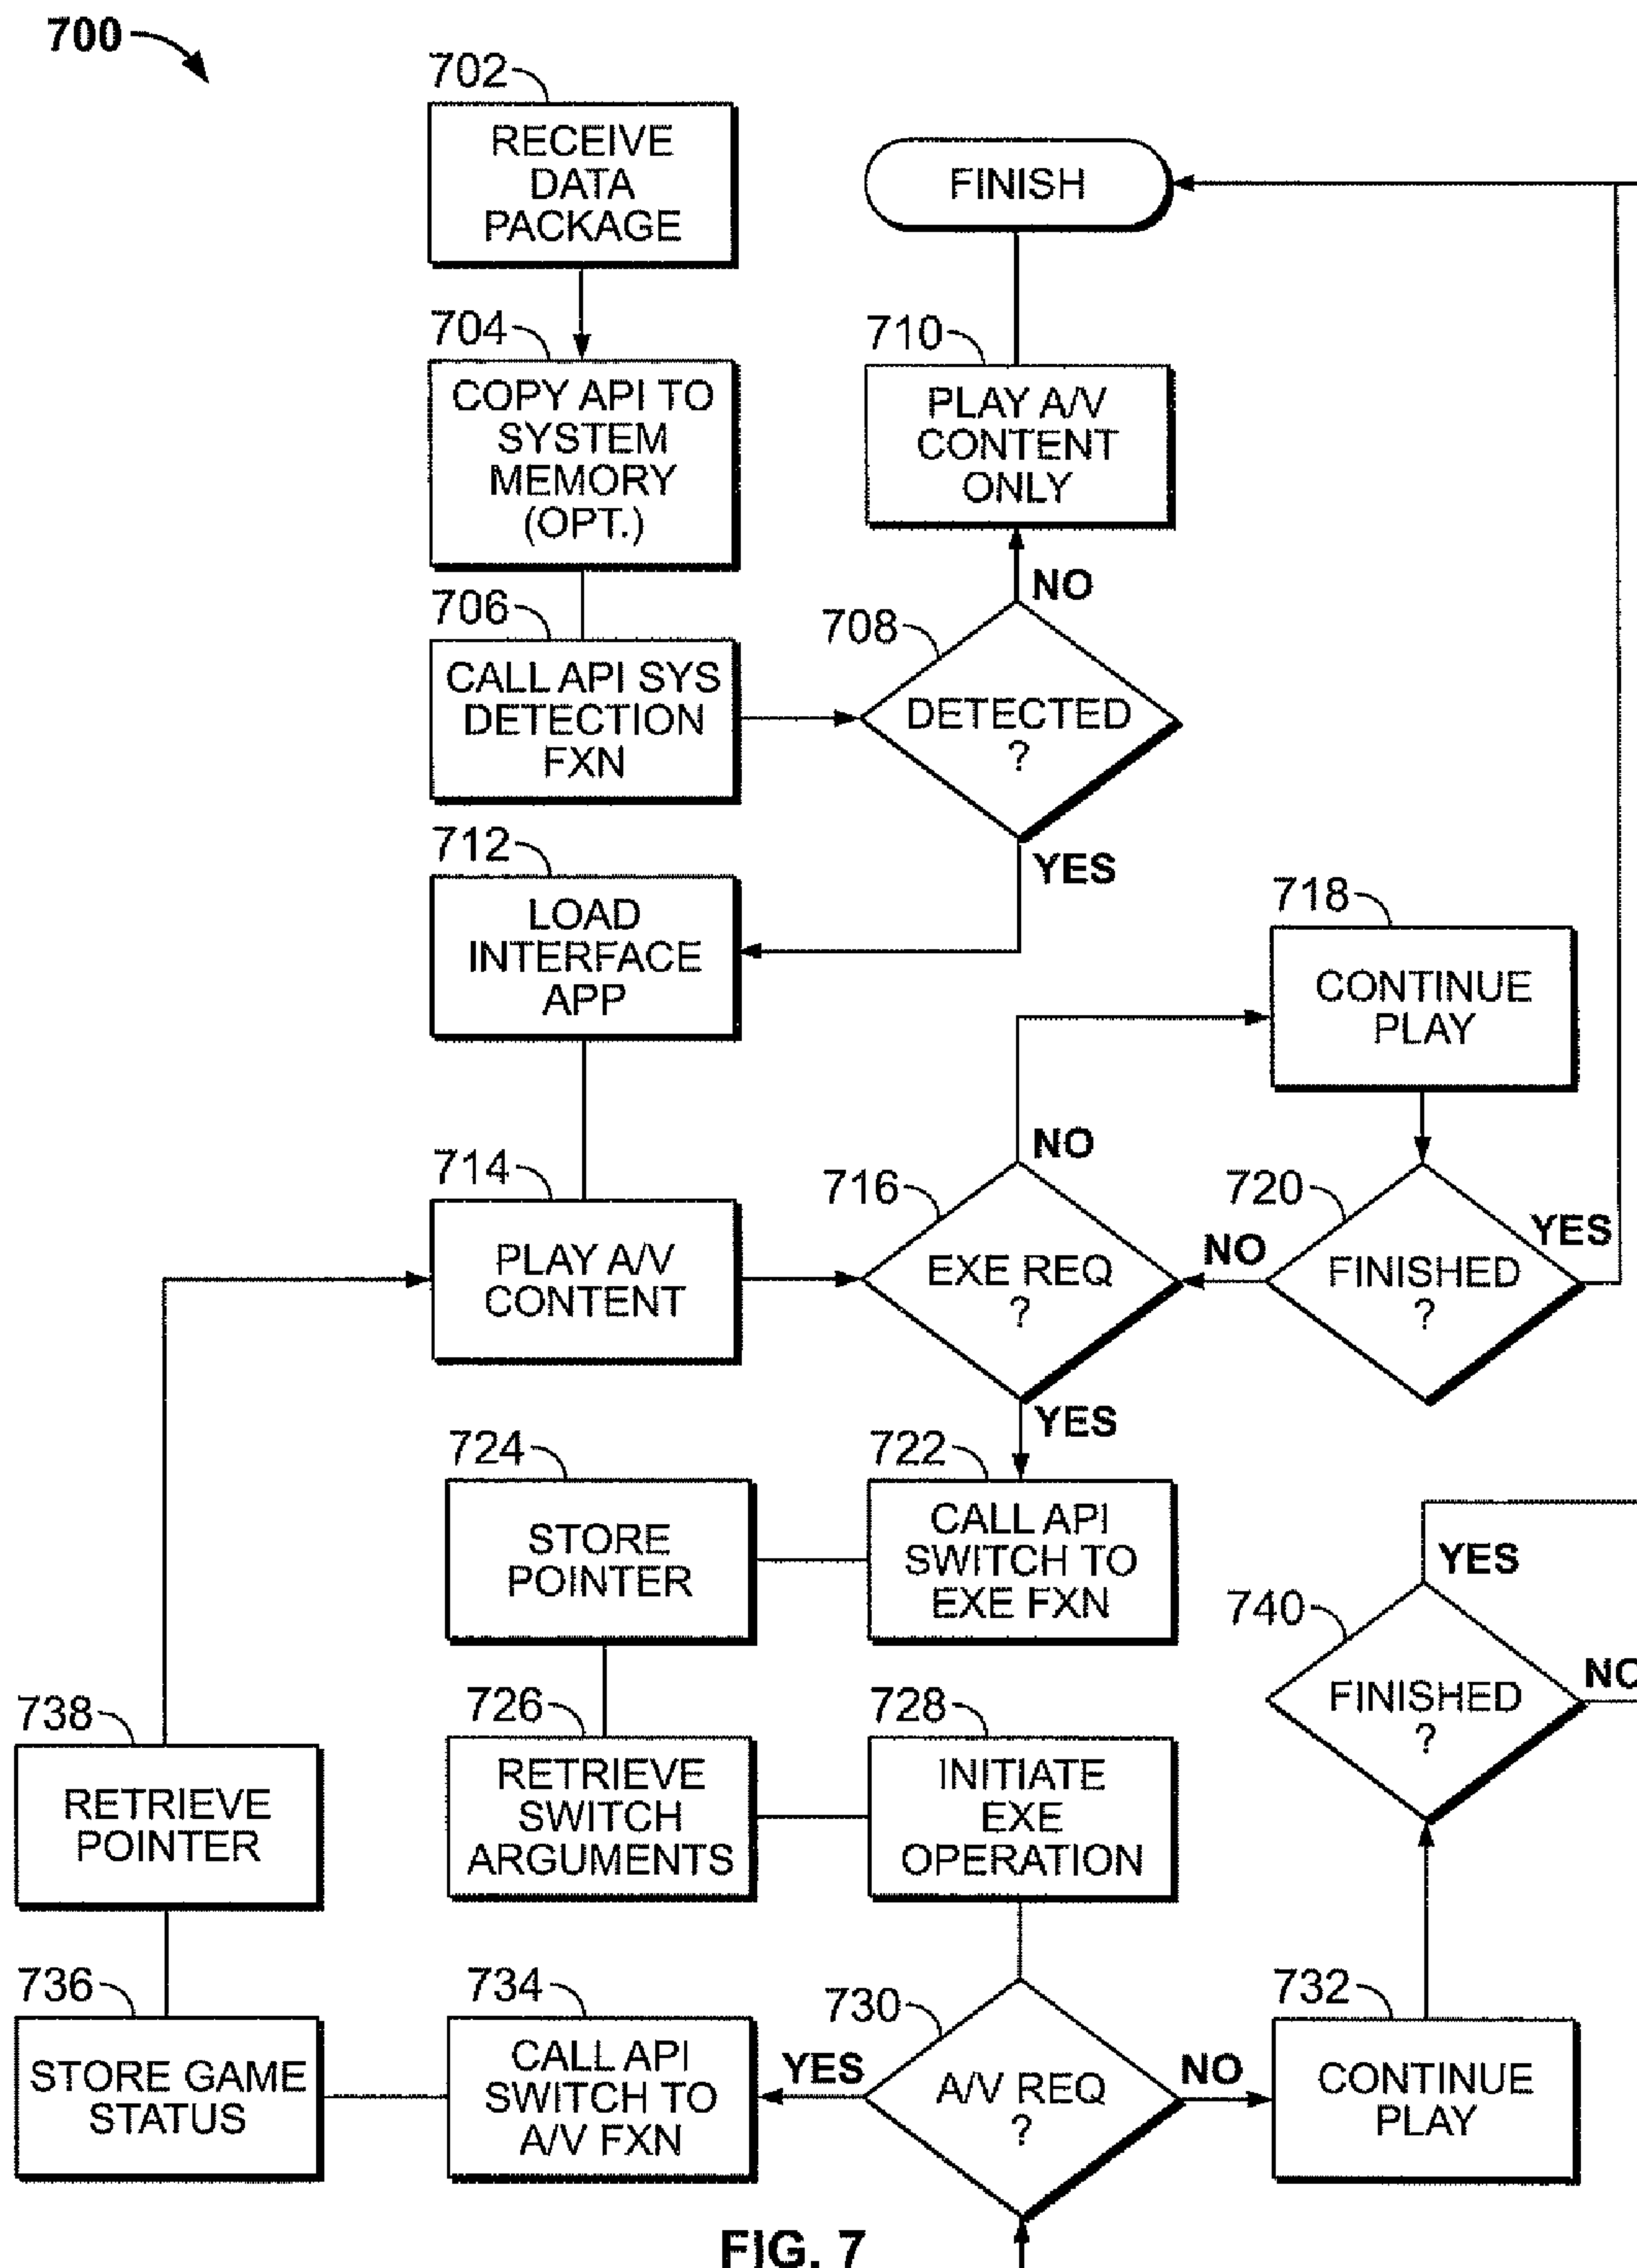 700
702
RECEIVE
DATA
PACKAGE
FINISH
704
COPY API TO
SYSTEM
MEMORY
(OPT.)
710
PLAY A/V
CONTENT
ONLY
NO
706
CALL API SYS
DETECTION
FXN
708
DETECTED
?
YES
712
LOAD
INTERFACE
APP
718
CONTINUE
PLAY
NO
714
PLAY A/V
CONTENT
716
EXE REQ
?
NO
720
FINISHED
?
YES
YES
724
STORE
POINTER
722
CALL API
SWITCH TO
EXE FXN
YES
740
FINISHED
?
NO
738
RETRIEVE
POINTER
726
RETRIEVE
SWITCH
ARGUMENTS
728
INITIATE
EXE
OPERATION
736
STORE GAME
STATUS
734
CALL API
SWITCH TO
A/V FXN
YES
730
A/V REQ
?
NO
732
CONTINUE
PLAY
FIG. 7